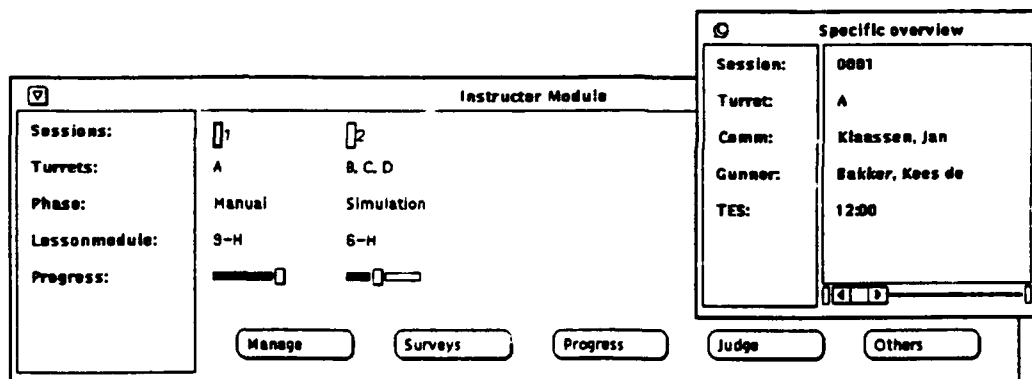 Specific overview
Session: 0001
Turret: A
Comm: Klaassen, Jan
Gunner: Bakker, Kees de
TES: 12:00
Instructor Module
Sessions: 1 2
Turrets: A B, C, D
Phase: Manual Simulation
Lessonmodule: 9-H 6-H
Progress:
Manage Surveys Progress Judge Others